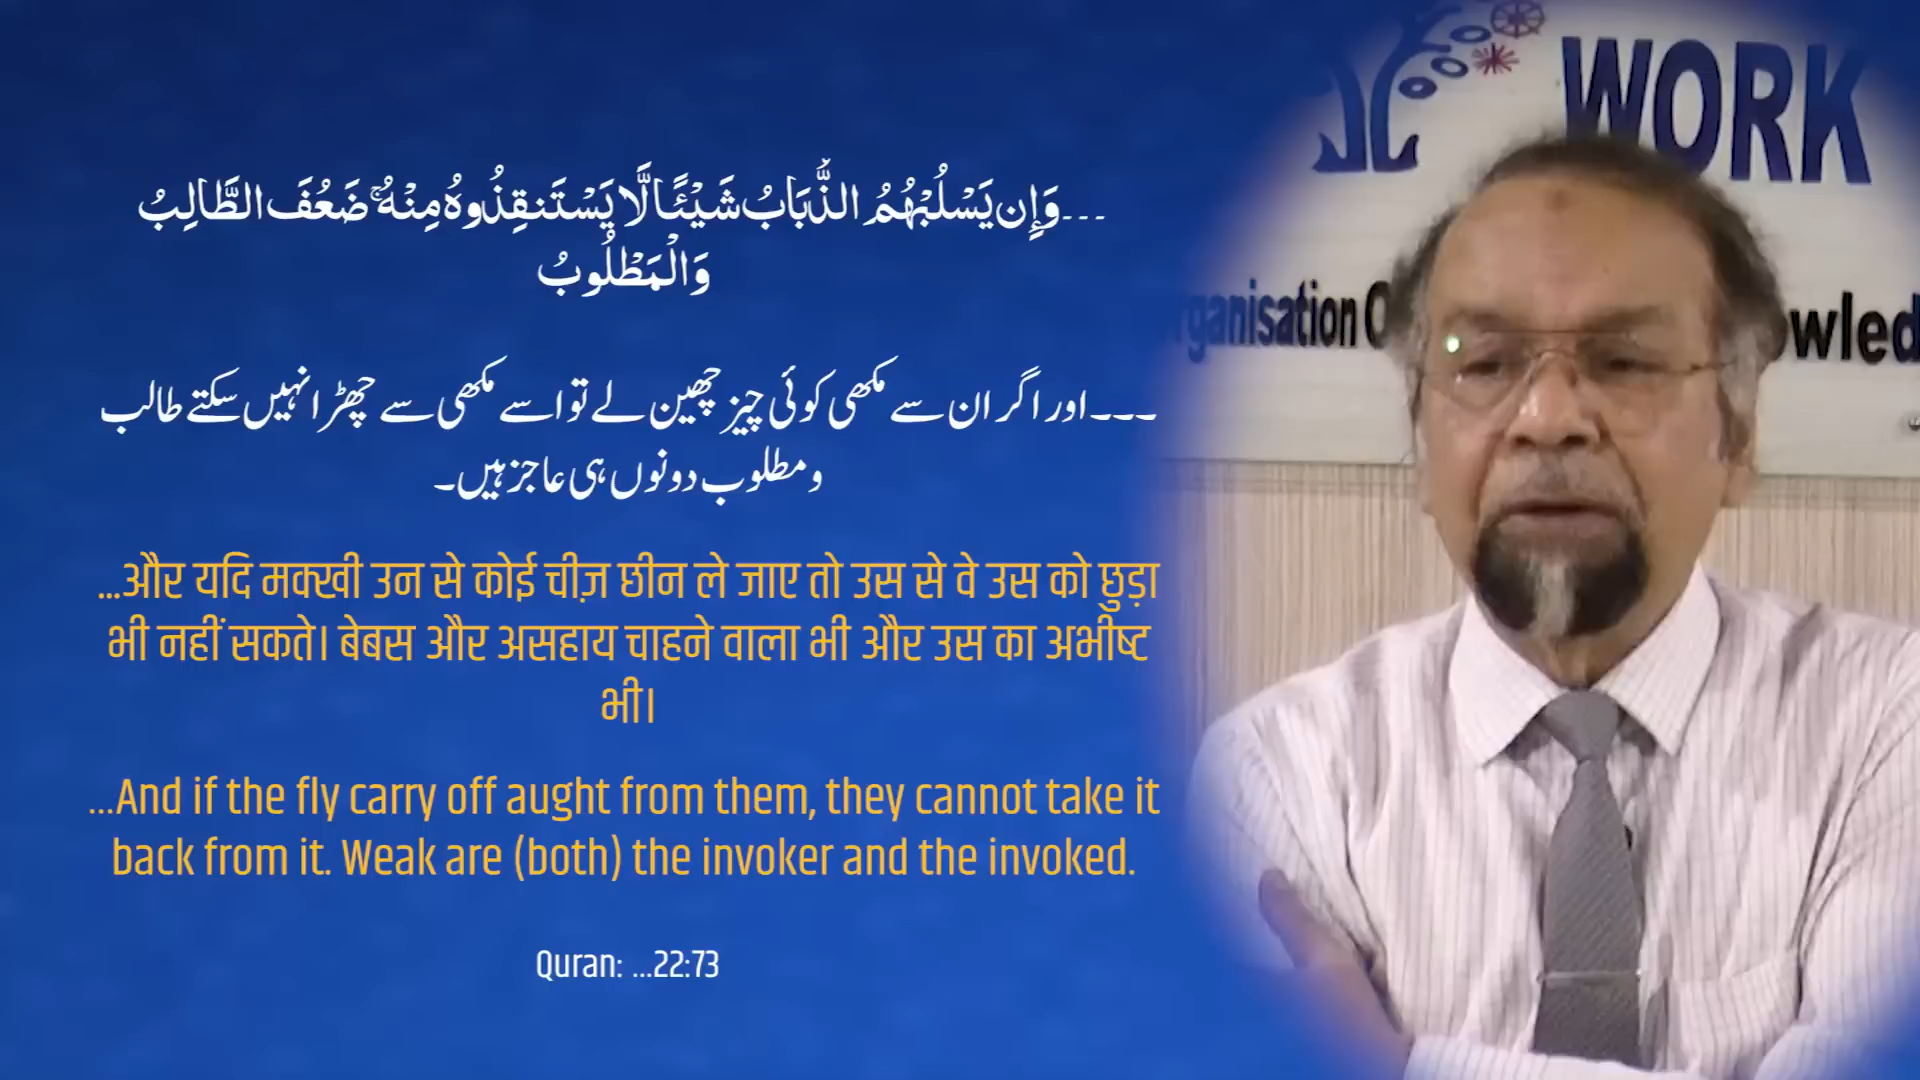 ۔۔۔وَإِن يَسْلُبْهُمُ الذُّبَابُ شَيْئًا لَّا يَسْتَنقِذُوهُ مِنْهُ ۚ ضَعُفَ الطَّالِبُ
وَالْمَطْلُوبُ
۔۔۔اور اگر ان سے مکھی کوئی چیز چھین لے تو اسے مکھی سے چھڑا نہیں سکتے طالب
و مطلوب دونوں ہی عاجز ہیں۔
...और यदि मक्खी उन से कोई चीज़ छीन ले जाए तो उस से वे उस को छुड़ा
भी नहीं सकते। बेबस और असहाय चाहने वाला भी और उस का अभीष्ट
भी।
...And if the fly carry off aught from them, they cannot take it
back from it. Weak are (both) the invoker and the invoked.
Quran: ...22:73
WORK